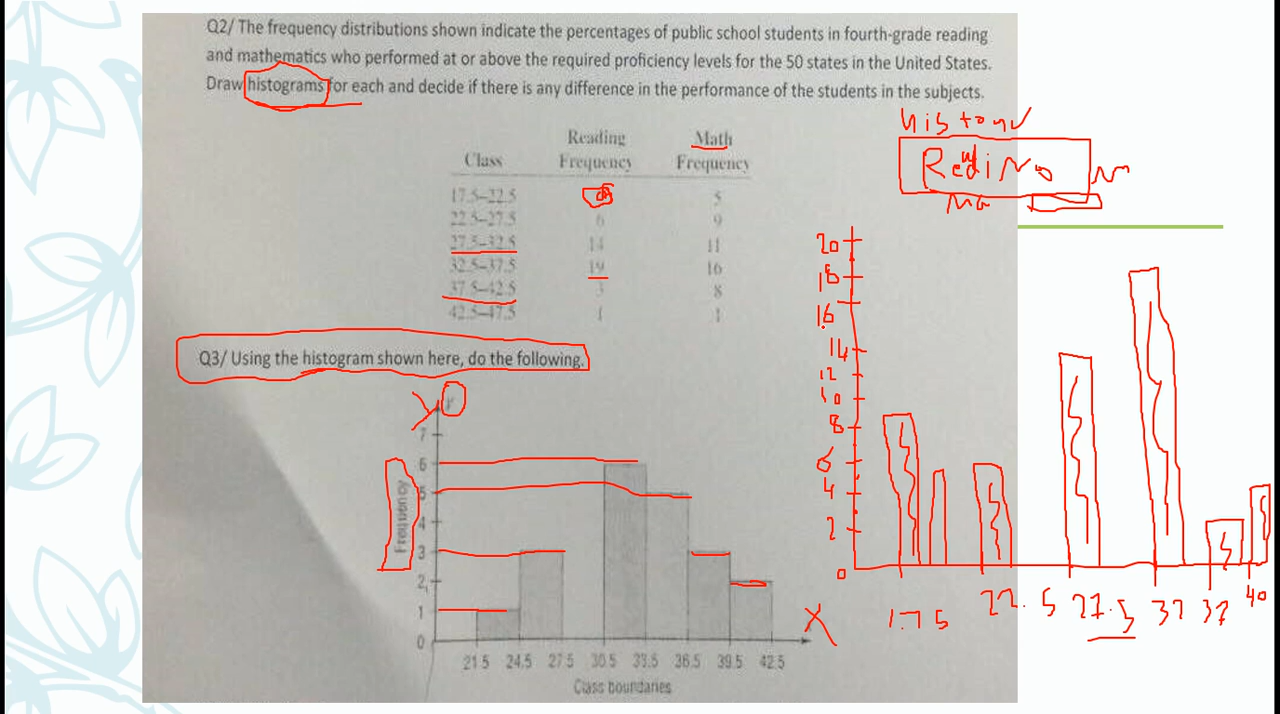 Q2/ The frequency distributions shown indicate the percentages of public school students in fourth-grade reading
and mathematics who performed at or above the required proficiency levels for the 50 states in the United States.
Draw histograms for each and decide if there is any difference in the performance of the students in the subjects.
Reading Math
Class Frequency Frequency
17.5–22.5 5
22.5–27.5 6 9
27.5–32.5 14 11
32.5–37.5 19 16
37.5–42.5 3 8
42.5–47.5 1 1
Q3/ Using the histogram shown here, do the following.
y
7
6
5
4
3
2
1
0
Frequency
21.5 24.5 27.5 30.5 33.5 36.5 39.5 42.5
Class boundaries
X
Ma
20
18
16
14
12
10
8
6
4
2
0
17.5 22.5 27.5 37 37 40